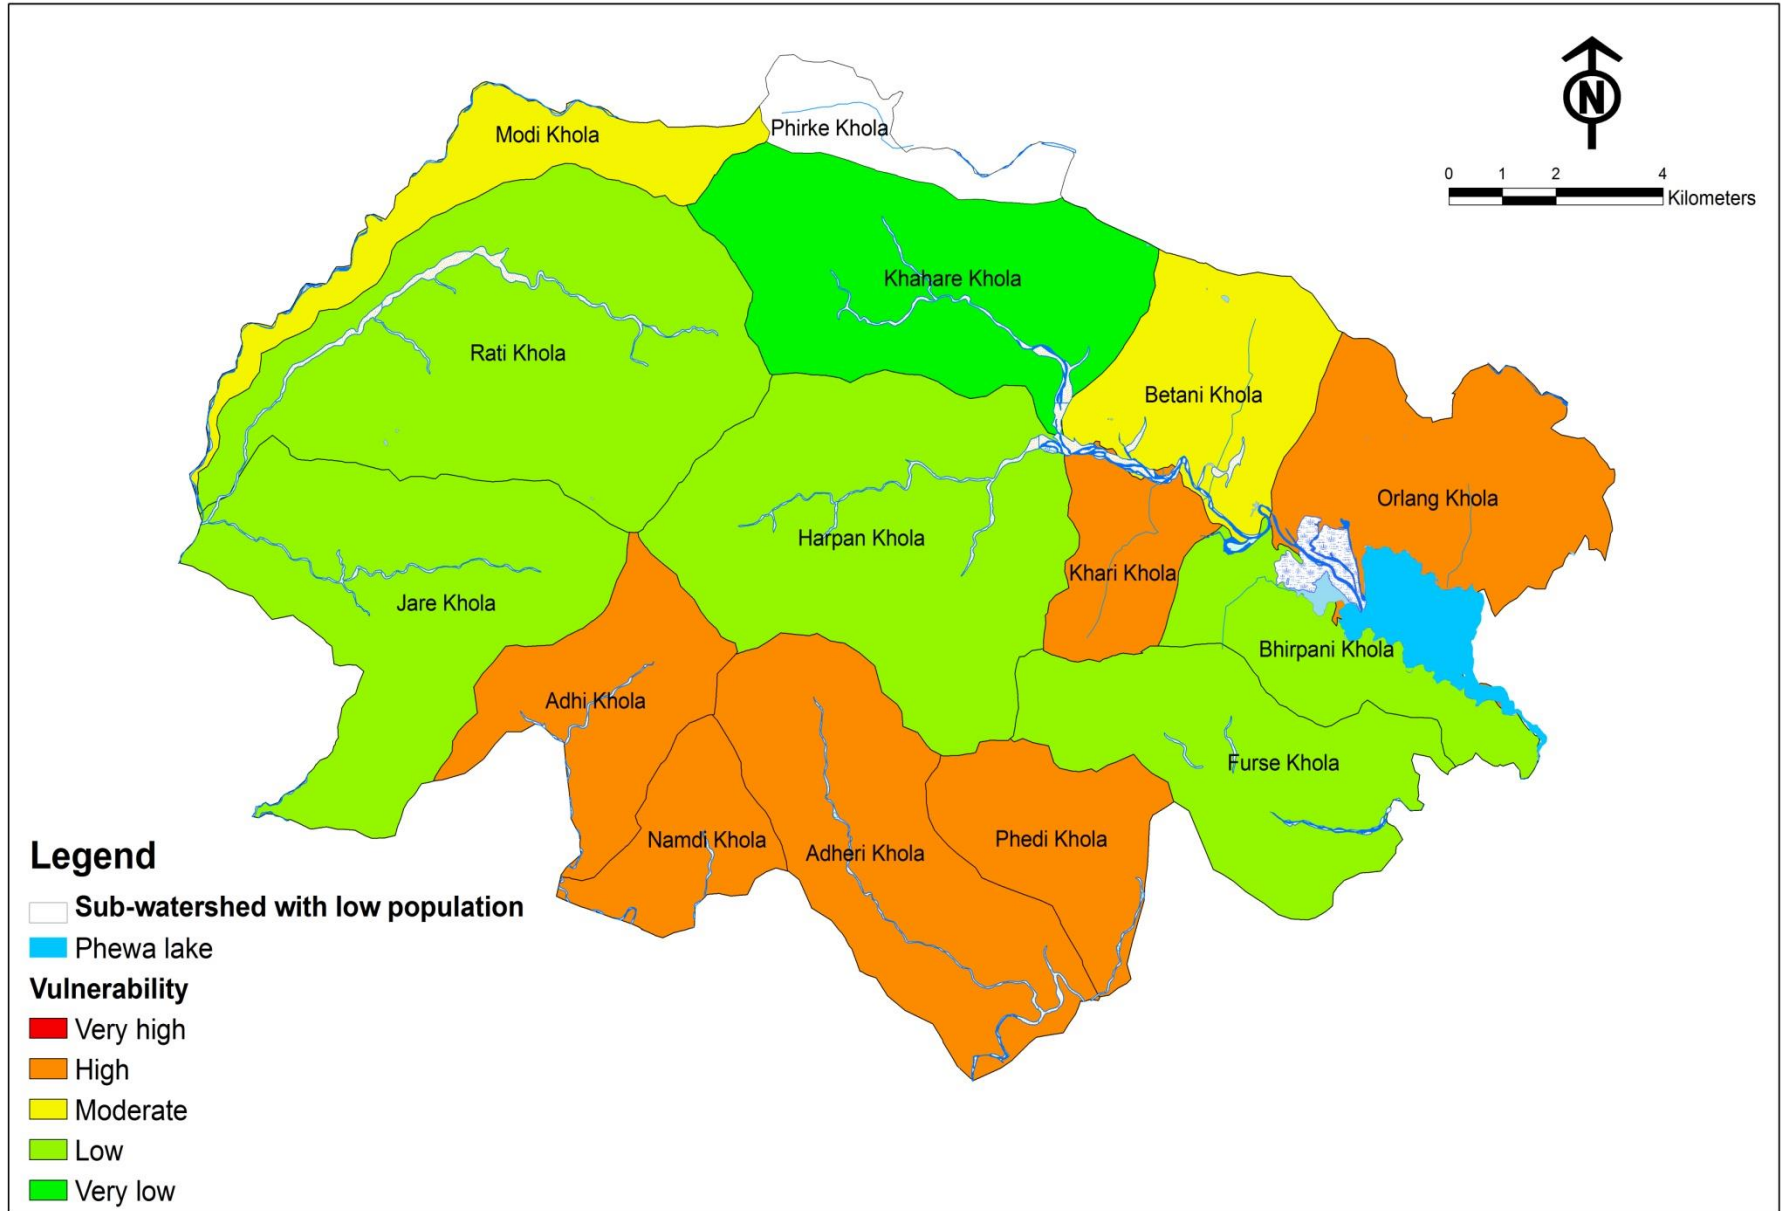 N
0 1 2 4
Kilometers
Phirke Khola
Modi Khola
Khahare Khola
Rati Khola
Betani Khola
Orlang Khola
Harpan Khola
Khari Khola
Jare Khola
Bhirpani Khola
Adhi Khola
Furse Khola
Namdi Khola
Adheri Khola
Phedi Khola
Legend
Sub-watershed with low population
Phewa lake
Vulnerability
Very high
High
Moderate
Low
Very low